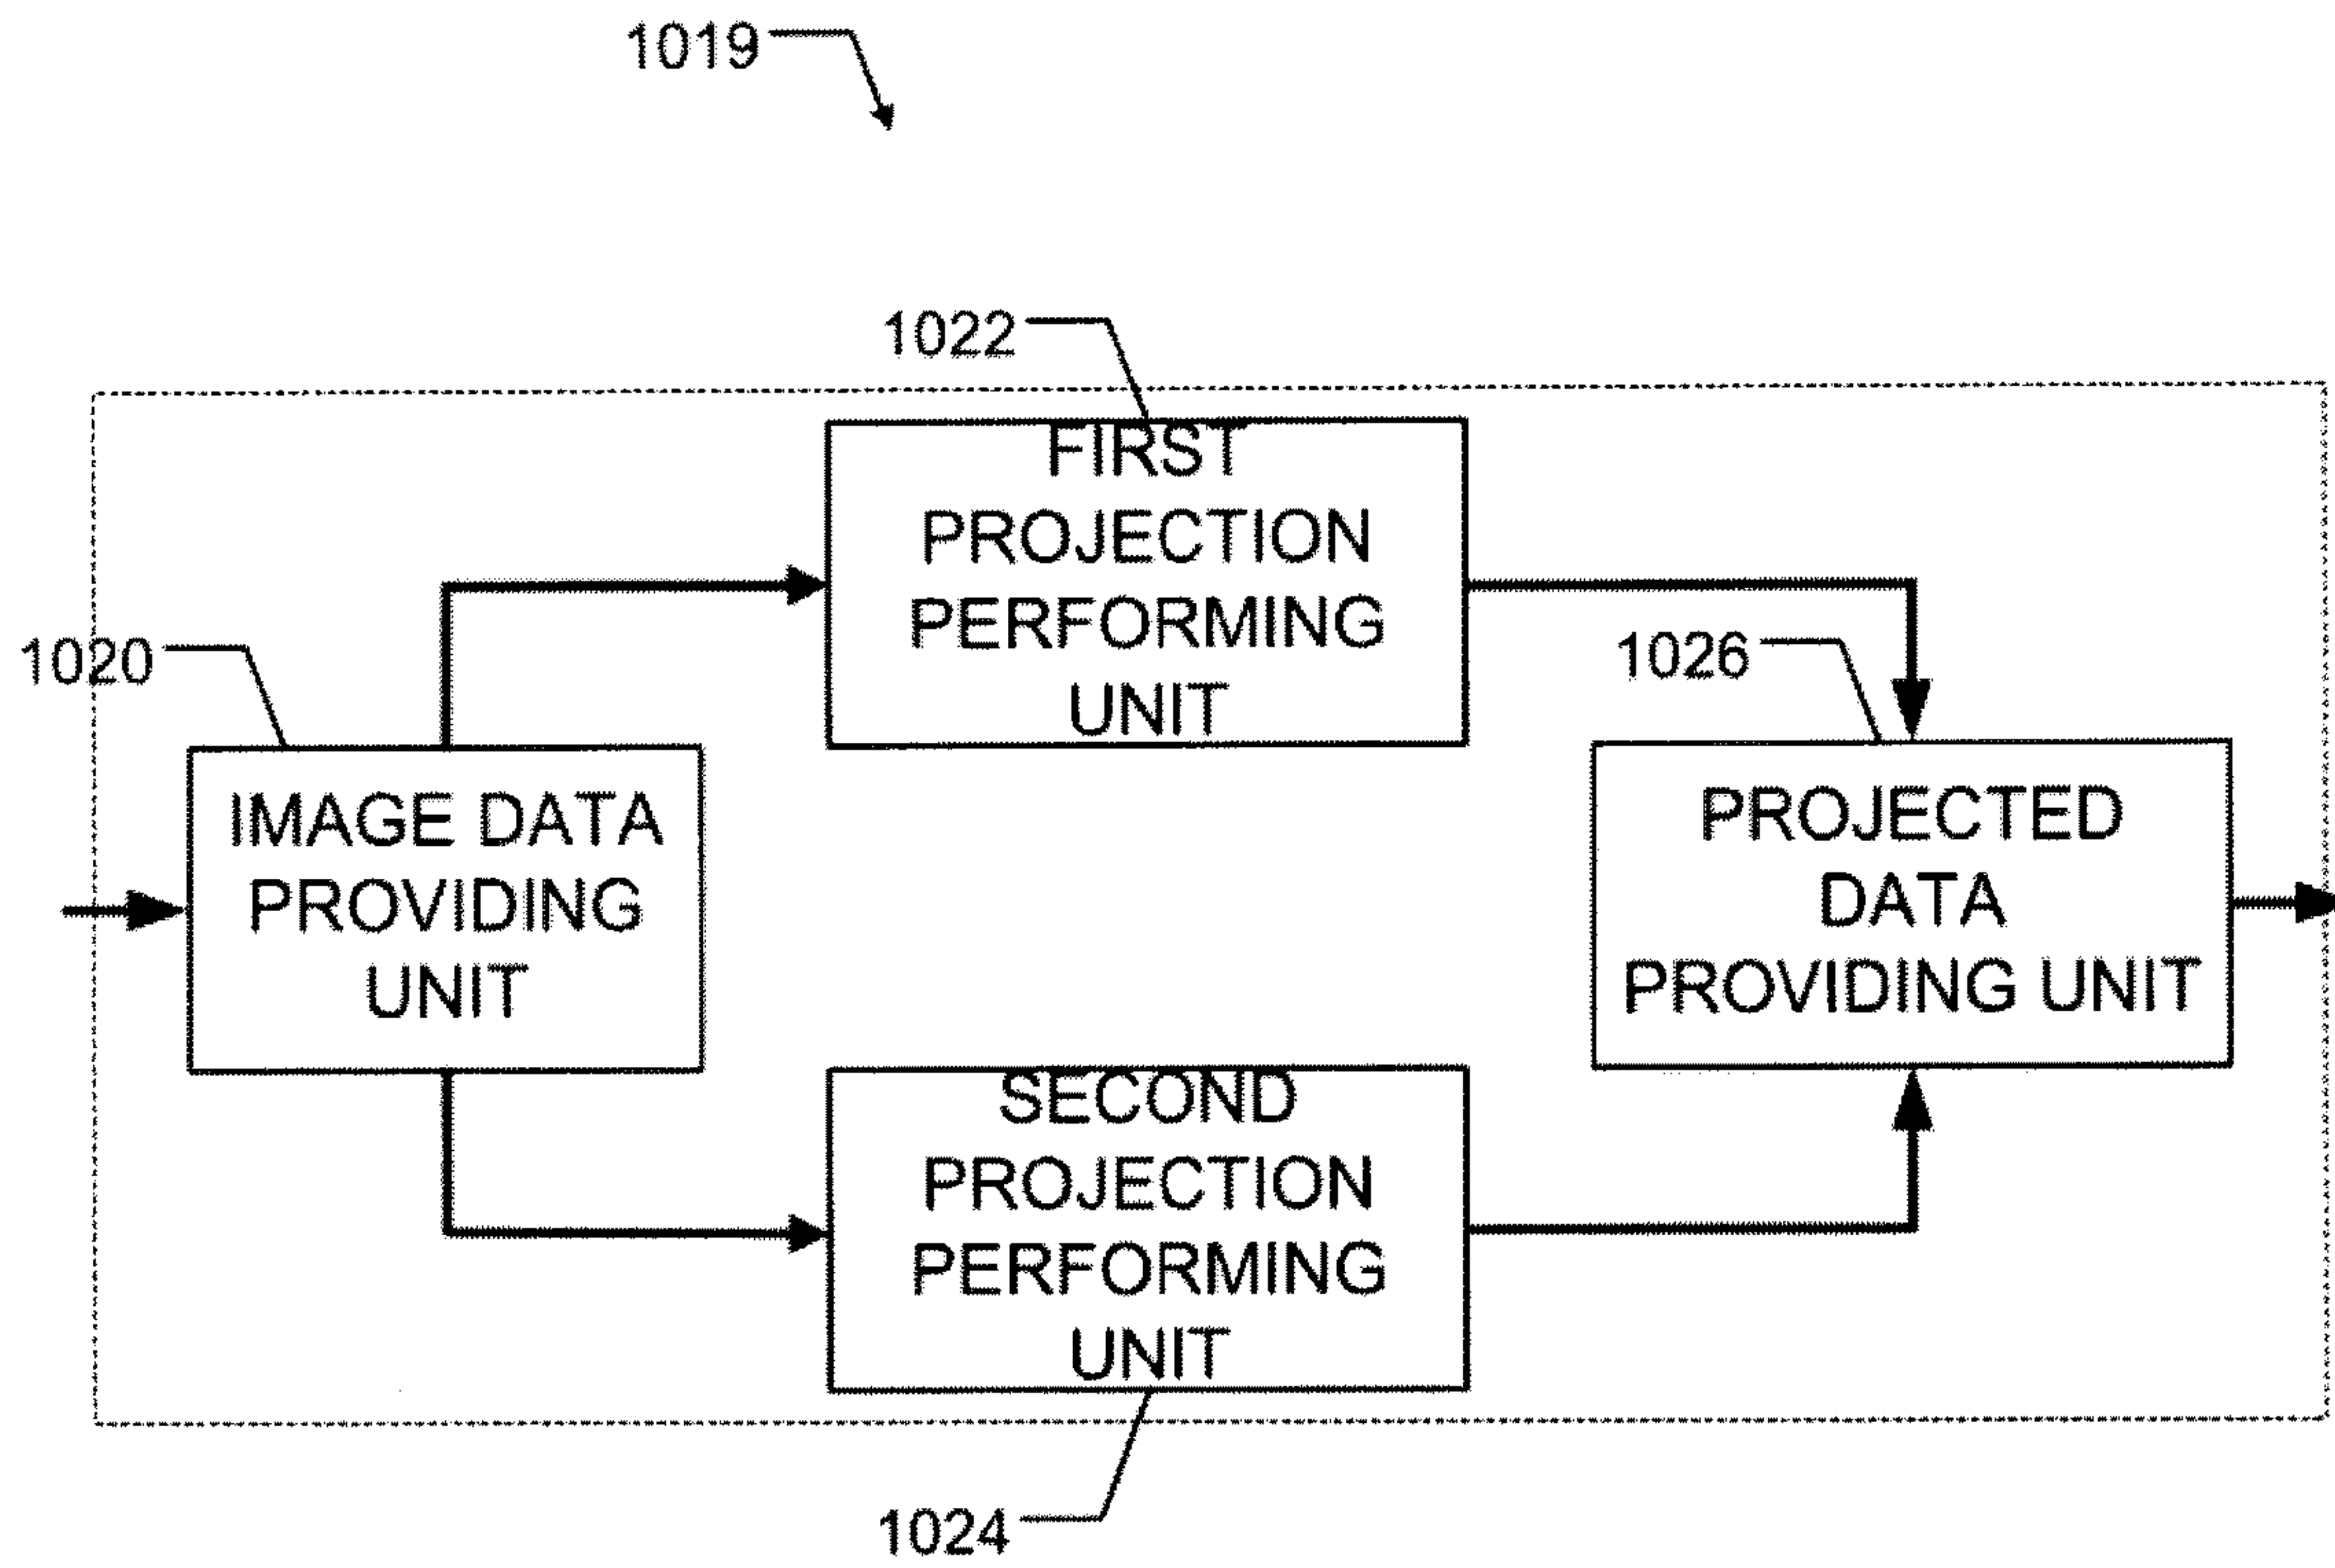 1019
1022
FIRST
PROJECTION
PERFORMING
UNIT
1020
IMAGE DATA
PROVIDING
UNIT
1026
PROJECTED
DATA
PROVIDING UNIT
SECOND
PROJECTION
PERFORMING
UNIT
1024